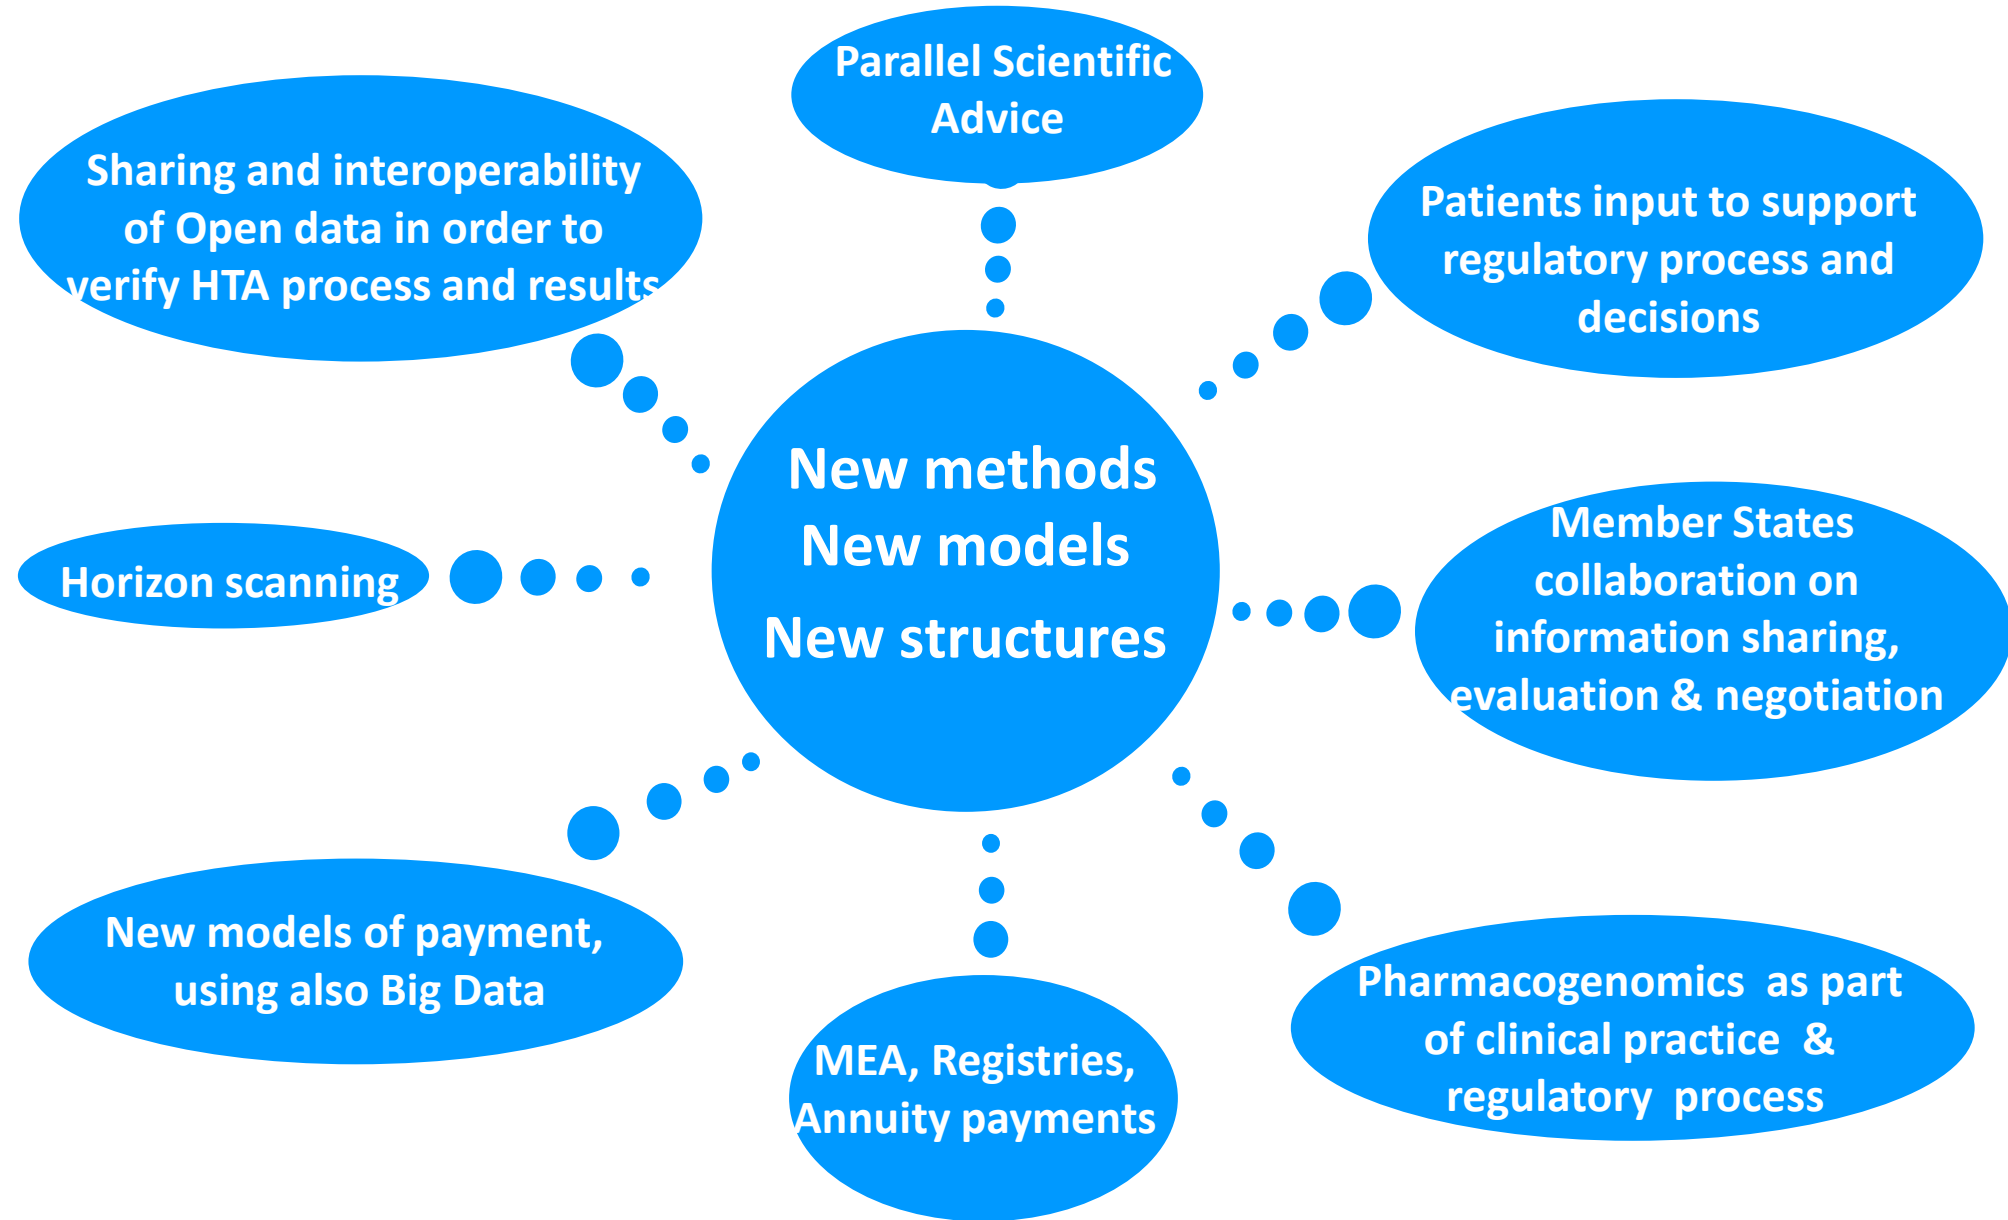 Parallel Scientific
Advice
Sharing and interoperability
of Open data in order to
verify HTA process and results
Patients input to support
regulatory process and
decisions
New methods
New models
New structures
Member States
collaboration on
information sharing,
evaluation & negotiation
Horizon scanning
New models of payment,
using also Big Data
MEA, Registries,
Annuity payments
Pharmacogenomics  as part
of clinical practice  &
regulatory  process